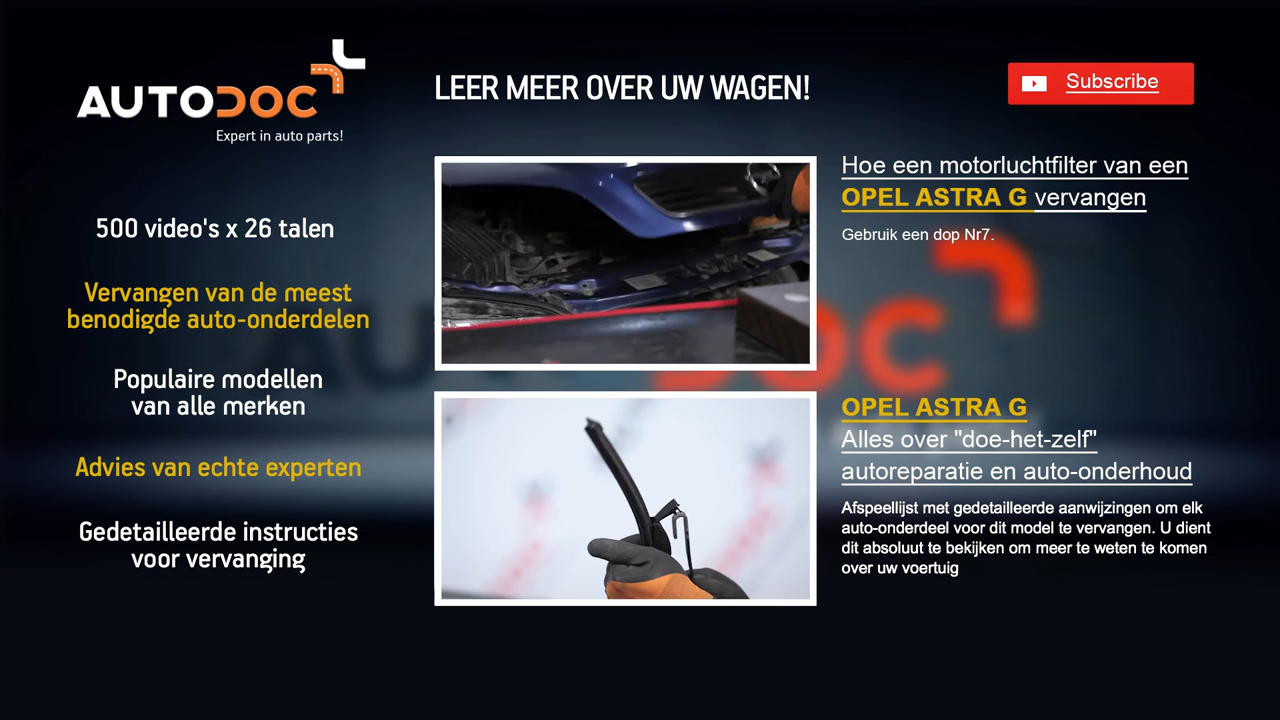 AUTODOC
Expert in auto parts!
LEER MEER OVER UW WAGEN!
Subscribe
500 video's x 26 talen
Vervangen van de meest
benodigde auto-onderdelen
Populaire modellen
van alle merken
Advies van echte experten
Gedetailleerde instructies
voor vervanging
Hoe een motorluchtfilter van een
OPEL ASTRA G vervangen
Gebruik een dop Nr7.
OPEL ASTRA G
Alles over "doe-het-zelf"
autoreparatie en auto-onderhoud
Afspeellijst met gedetailleerde aanwijzingen om elk
auto-onderdeel voor dit model te vervangen. U dient
dit absoluut te bekijken om meer te weten te komen
over uw voertuig